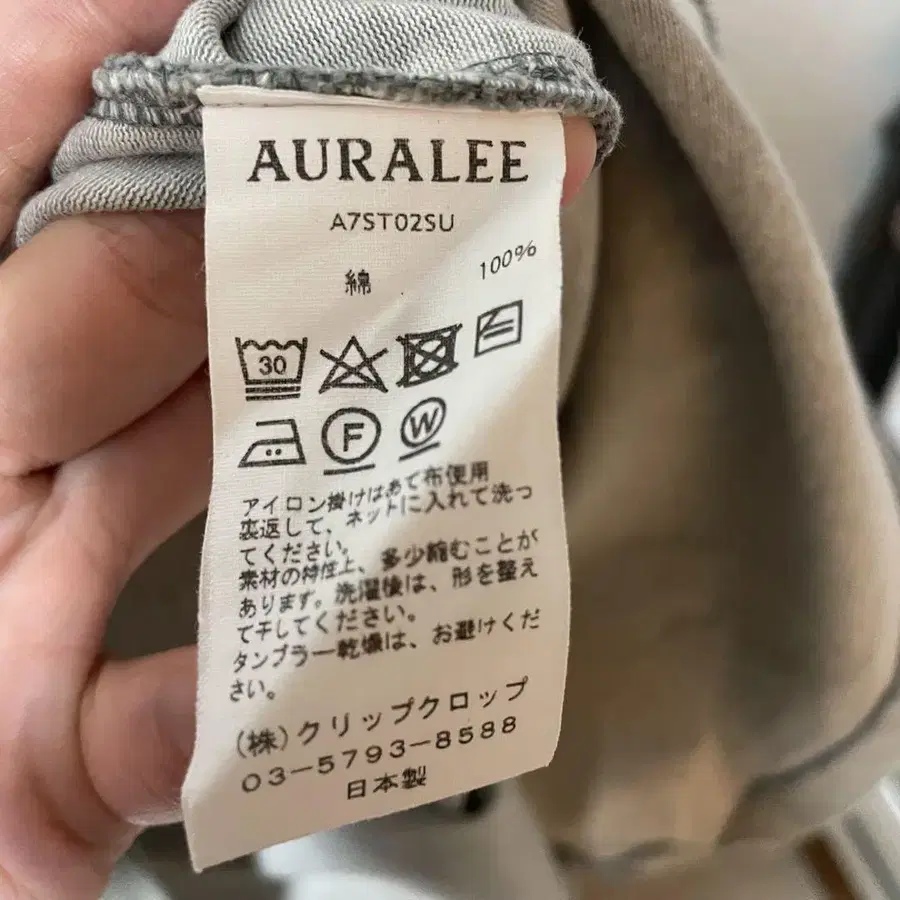 AURALEE
A7ST02SU
綿 100%
30
F W
アイロン掛けはあて布使用
裏返して、ネットに入れて洗っ
てください。
素材の特性上、多少縮むことが
あります。洗濯後は、形を整え
て干してください。
タンブラー乾燥は、お避けくだ
さい。
(株)クリップクロップ
03-5793-8588
日本製